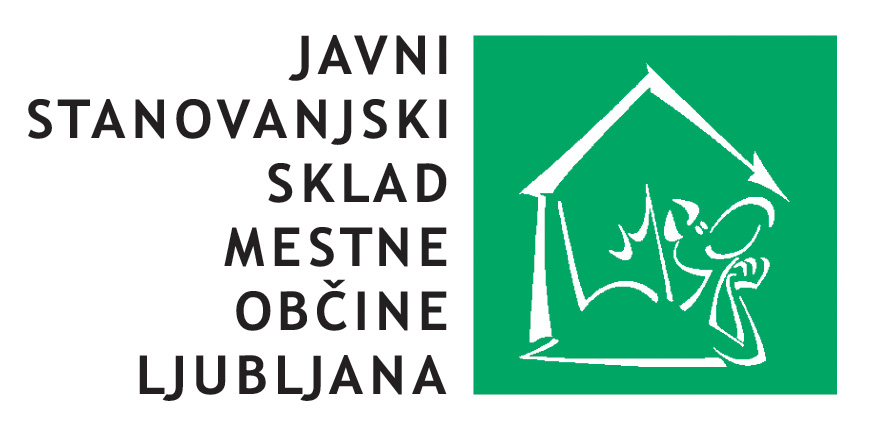 JAVNI
STANOVANJSKI
SKLAD
MESTNE
OBČINE
LJUBLJANA